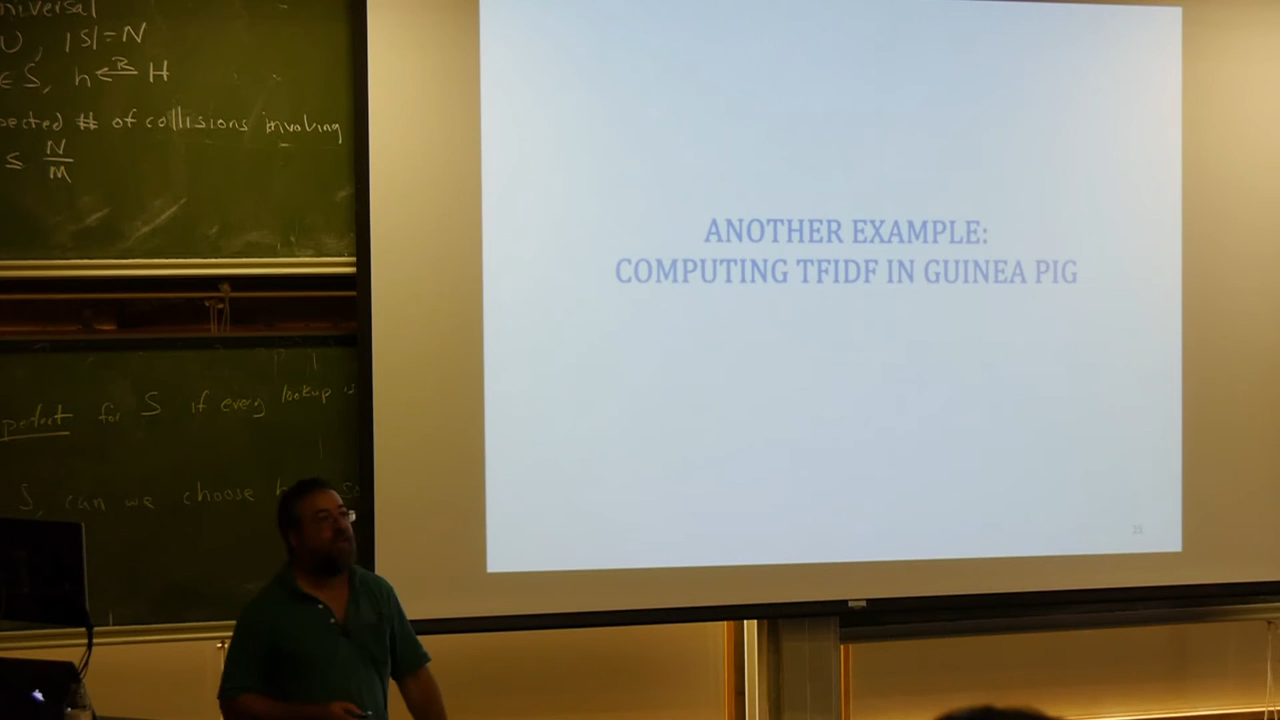 niversal
U, |S|=N
∈ S, h ←R H
pected # of collisions involving
≤ N/M
perfect for S if every lookup is
S, can we choose h
ANOTHER EXAMPLE:
COMPUTING TFIDF IN GUINEA PIG